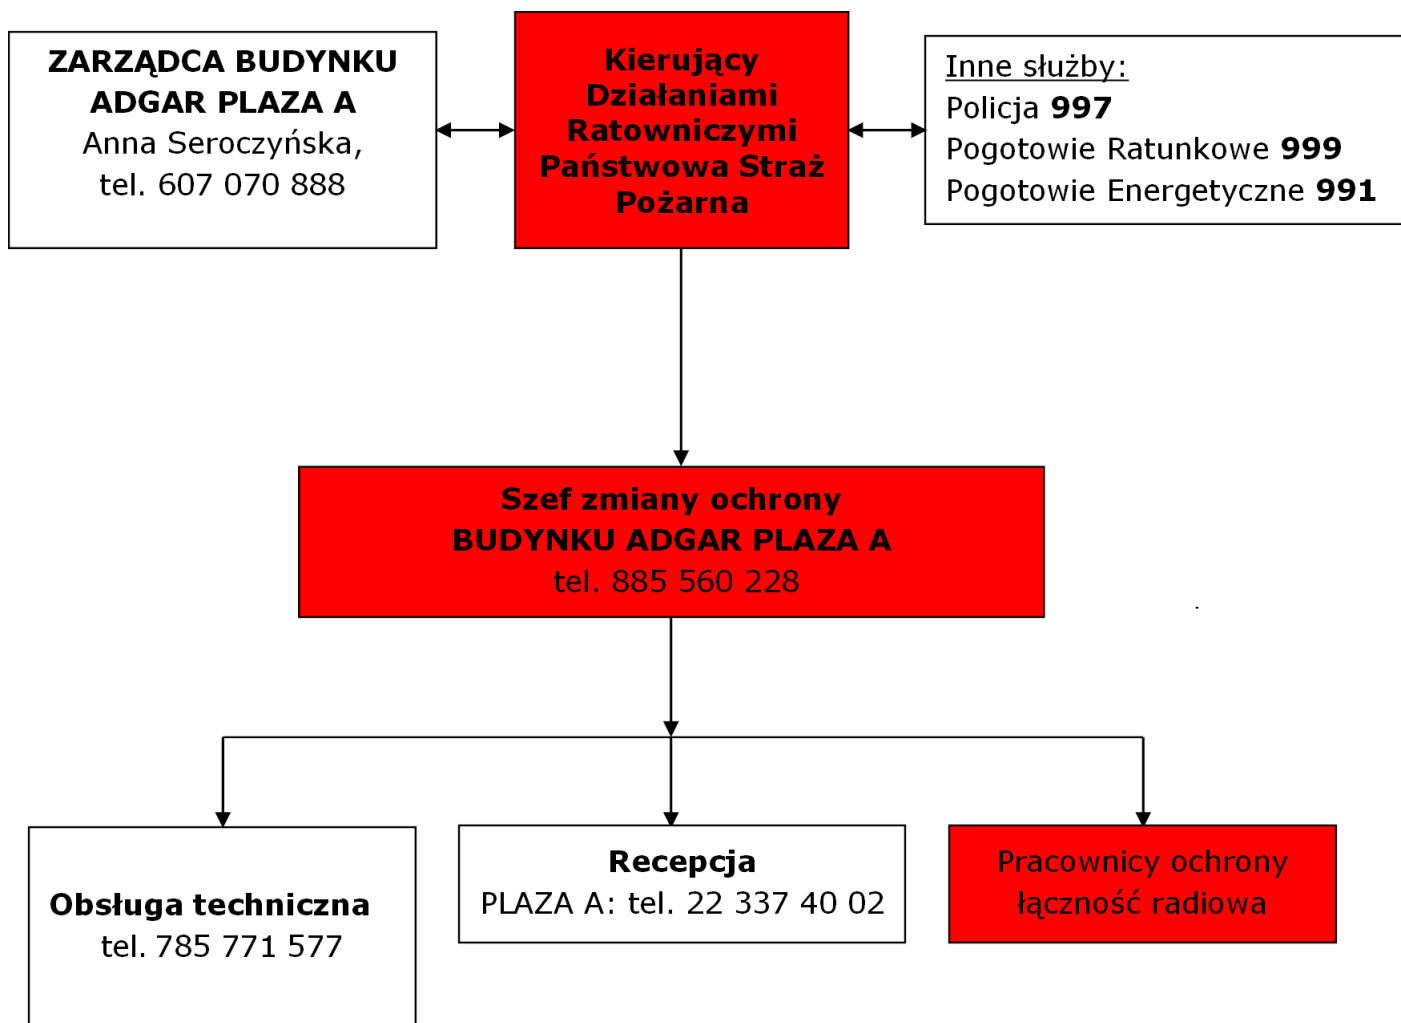 ZARZĄDCA BUDYNKU
ADGAR PLAZA A
Anna Seroczyńska,
tel. 607 070 888
Kierujący
Działaniami
Ratowniczymi
Państwowa Straż
Pożarna
Inne służby:
Policja 997
Pogotowie Ratunkowe 999
Pogotowie Energetyczne 991
Szef zmiany ochrony
BUDYNKU ADGAR PLAZA A
tel. 885 560 228
Obsługa techniczna
tel. 785 771 577
Recepcja
PLAZA A: tel. 22 337 40 02
Pracownicy ochrony
łączność radiowa